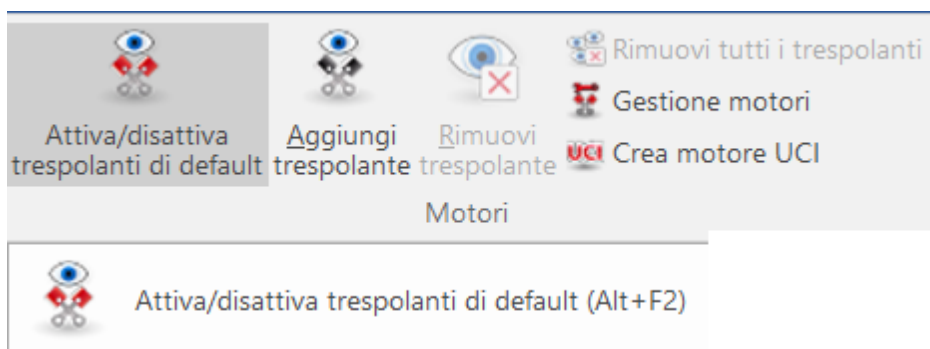 Attiva/disattiva
trespolanti di default
Aggiungi
trespolante
Rimuovi
trespolante
Rimuovi tutti i trespolanti
Gestione motori
UCI Crea motore UCI
Motori
Attiva/disattiva trespolanti di default (Alt+F2)